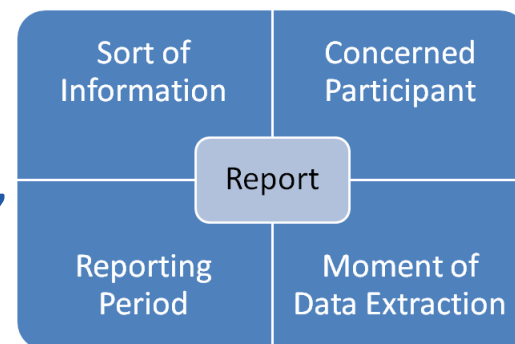 Sort of
Information
Concerned
Participant
Report
Reporting
Period
Moment of
Data Extraction